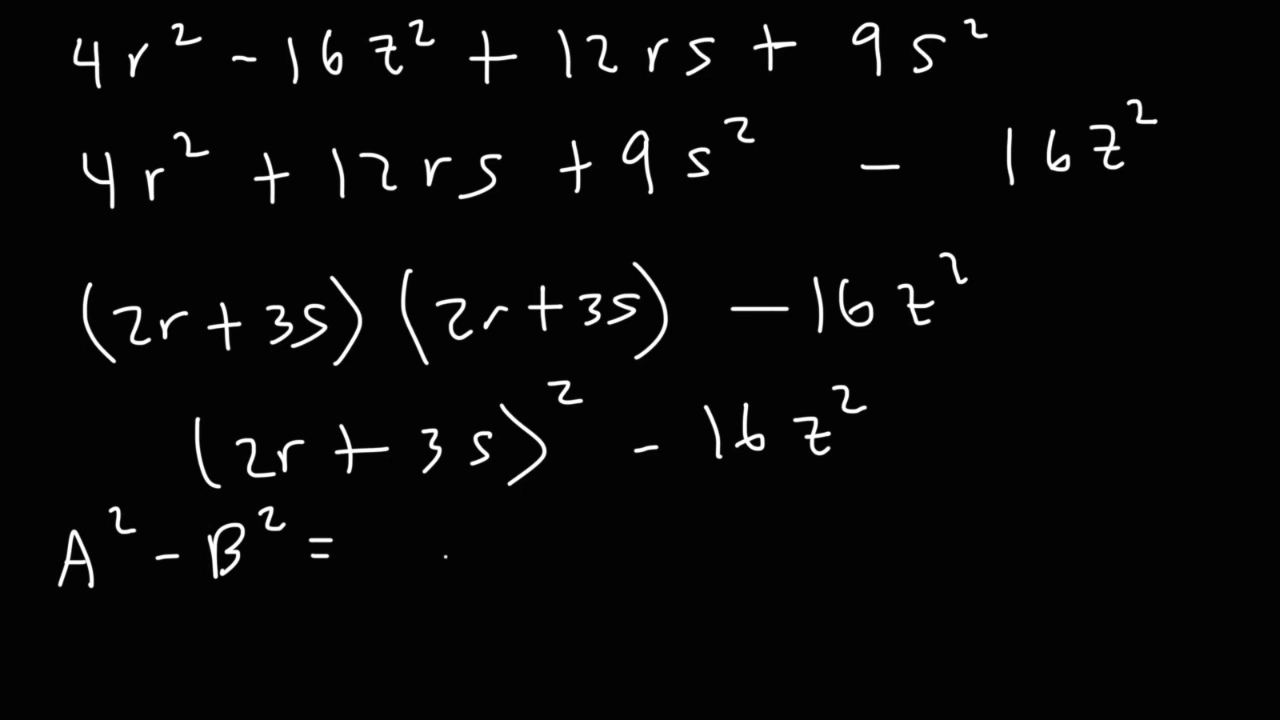 4r² - 16z² + 12rs + 9s²
4r² + 12rs + 9s² - 16z²
(2r + 3s)(2r + 3s) - 16z²
(2r + 3s)² - 16z²
A² - B² =